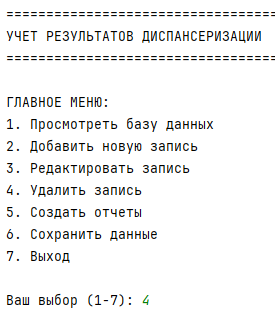 ==================================
УЧЕТ РЕЗУЛЬТАТОВ ДИСПАНСЕРИЗАЦИИ
==================================
ГЛАВНОЕ МЕНЮ:
1. Просмотреть базу данных
2. Добавить новую запись
3. Редактировать запись
4. Удалить запись
5. Создать отчеты
6. Сохранить данные
7. Выход
Ваш выбор (1-7): 4